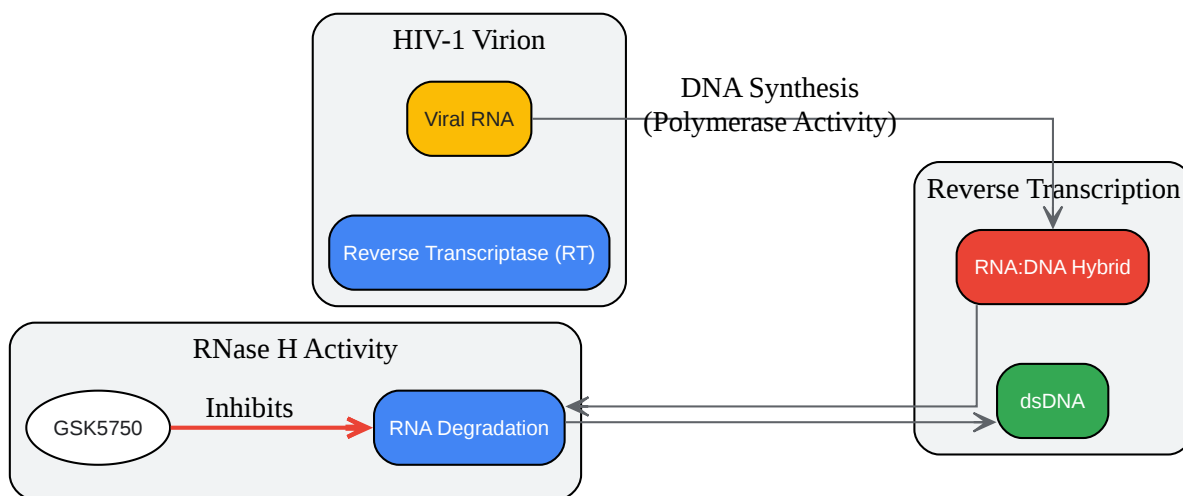 HIV-1 Virion
Viral RNA
DNA Synthesis
(Polymerase Activity)
Reverse Transcription
Reverse Transcriptase (RT)
RNA:DNA Hybrid
RNase H Activity
Inhibits
GSK5750
RNA Degradation
dsDNA